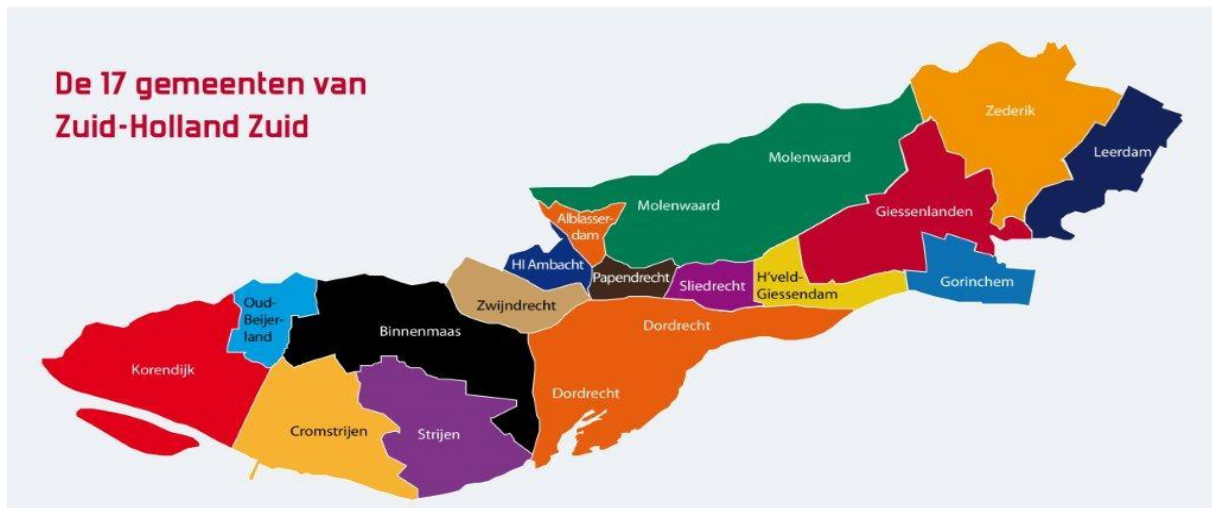 De 17 gemeenten van
Zuid-Holland Zuid
Zederik
Leerdam
Molenwaard
Molenwaard
Giessenlanden
Alblasser-
dam
HI Ambacht
Papendrecht
Sliedrecht
H'veld-
Giessendam
Gorinchem
Oud-
Beijer-
land
Zwijndrecht
Binnenmaas
Dordrecht
Korendijk
Dordrecht
Cromstrijen
Strijen